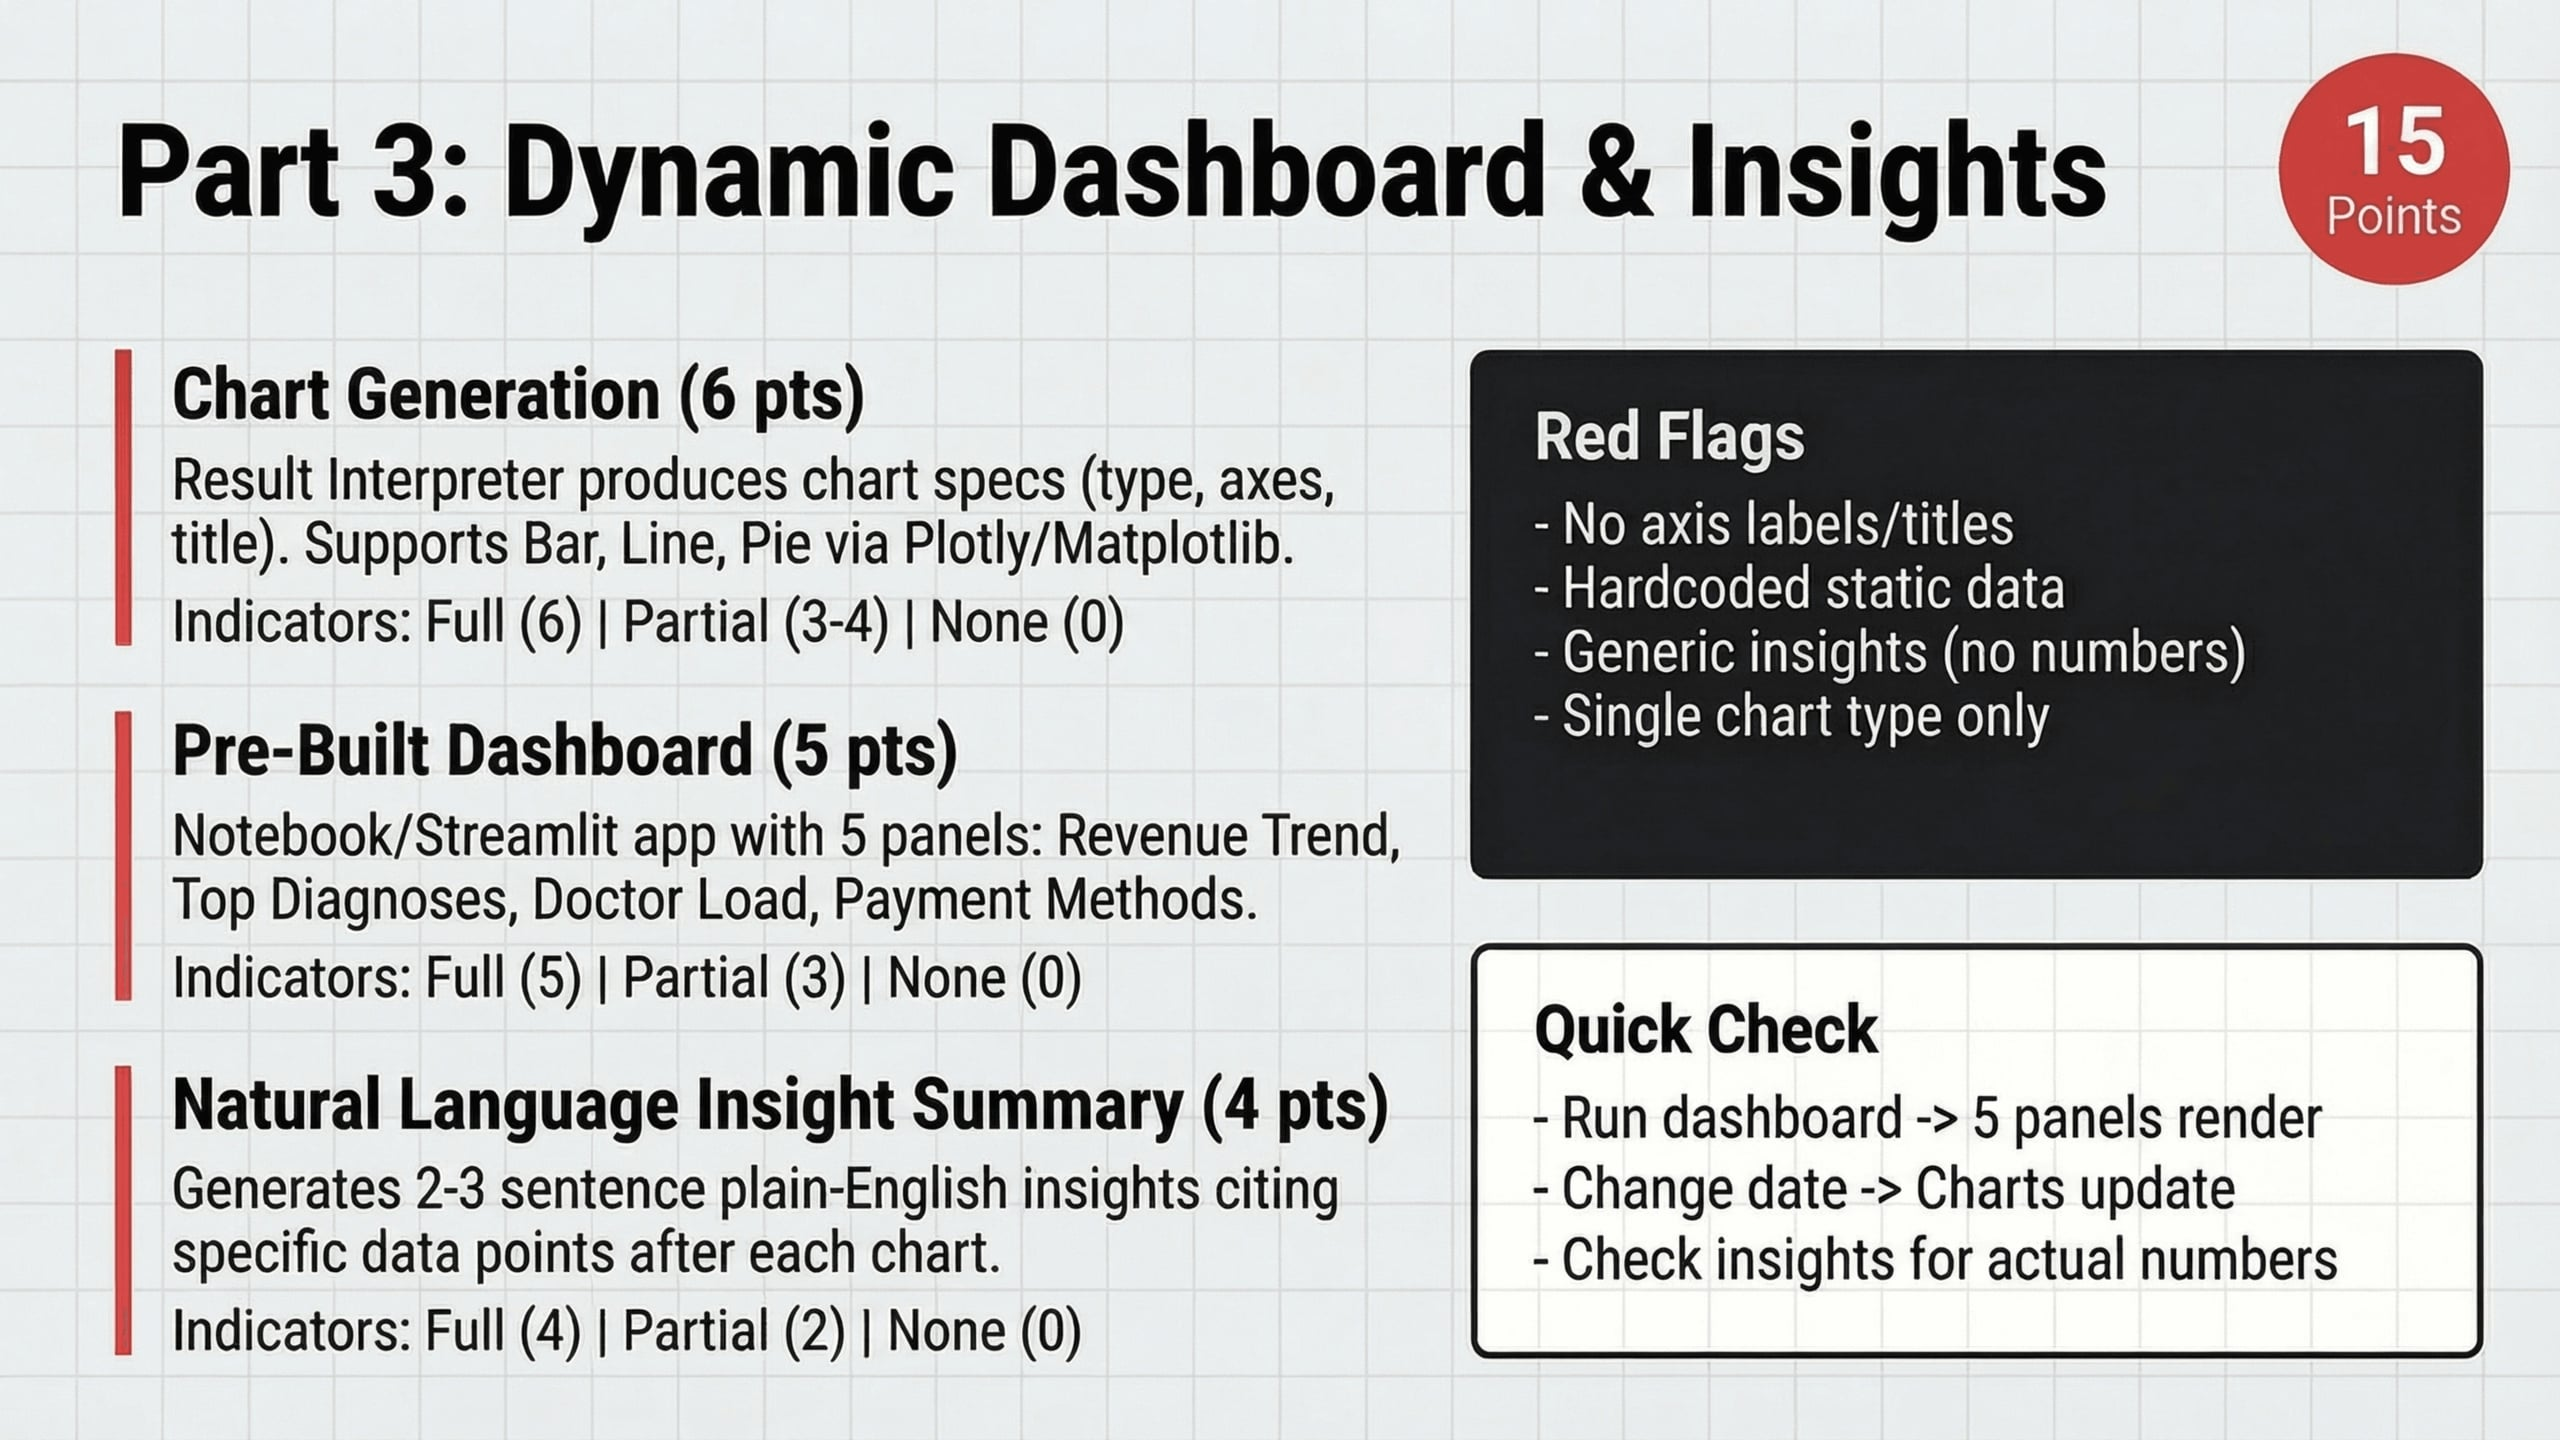 Part 3: Dynamic Dashboard & Insights
15
Points
Chart Generation (6 pts)
Result Interpreter produces chart specs (type, axes,
title). Supports Bar, Line, Pie via Plotly/Matplotlib.
Indicators: Full (6) | Partial (3-4) | None (0)
Pre-Built Dashboard (5 pts)
Notebook/Streamlit app with 5 panels: Revenue Trend,
Top Diagnoses, Doctor Load, Payment Methods.
Indicators: Full (5) | Partial (3) | None (0)
Natural Language Insight Summary (4 pts)
Generates 2-3 sentence plain-English insights citing
specific data points after each chart.
Indicators: Full (4) | Partial (2) | None (0)
Red Flags
- No axis labels/titles
- Hardcoded static data
- Generic insights (no numbers)
- Single chart type only
Quick Check
- Run dashboard -> 5 panels render
- Change date -> Charts update
- Check insights for actual numbers